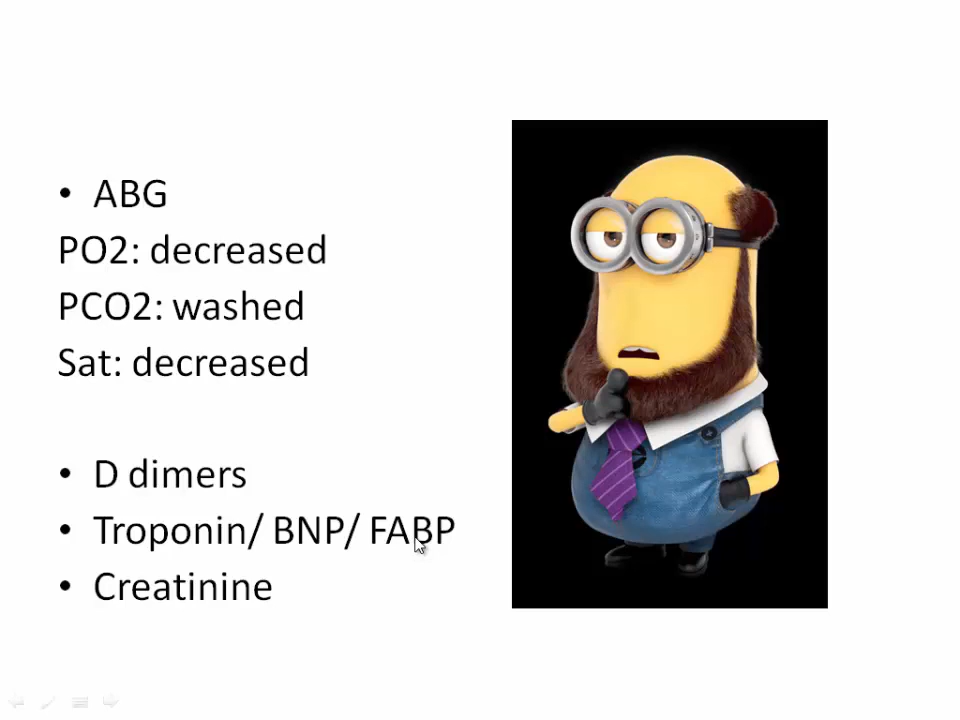 • ABG
PO2: decreased
PCO2: washed
Sat: decreased
• D dimers
• Troponin/ BNP/ FABP
• Creatinine